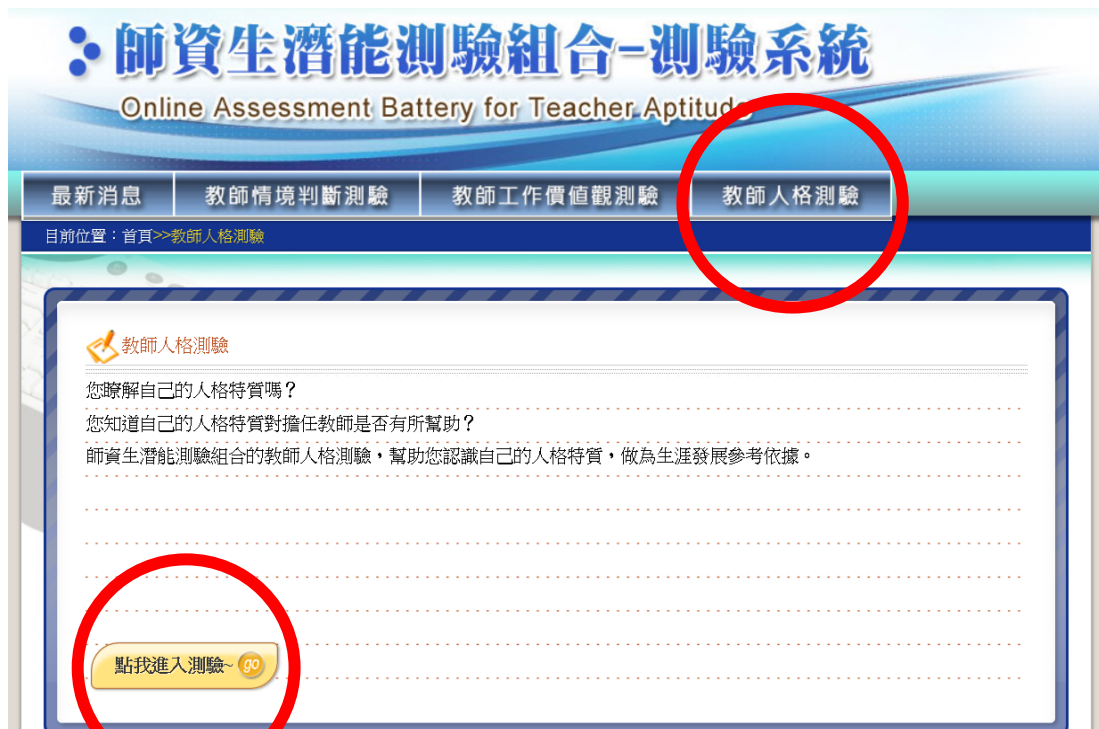 師資生潛能測驗組合-測驗系統
Online Assessment Battery for Teacher Aptitude
最新消息 教師情境判斷測驗 教師工作價值觀測驗 教師人格測驗
目前位置：首頁>>教師人格測驗
教師人格測驗
您瞭解自己的人格特質嗎？
您知道自己的人格特質對擔任教師是否有所幫助？
師資生潛能測驗組合的教師人格測驗，幫助您認識自己的人格特質，做為生涯發展參考依據。
點我進入測驗~ go